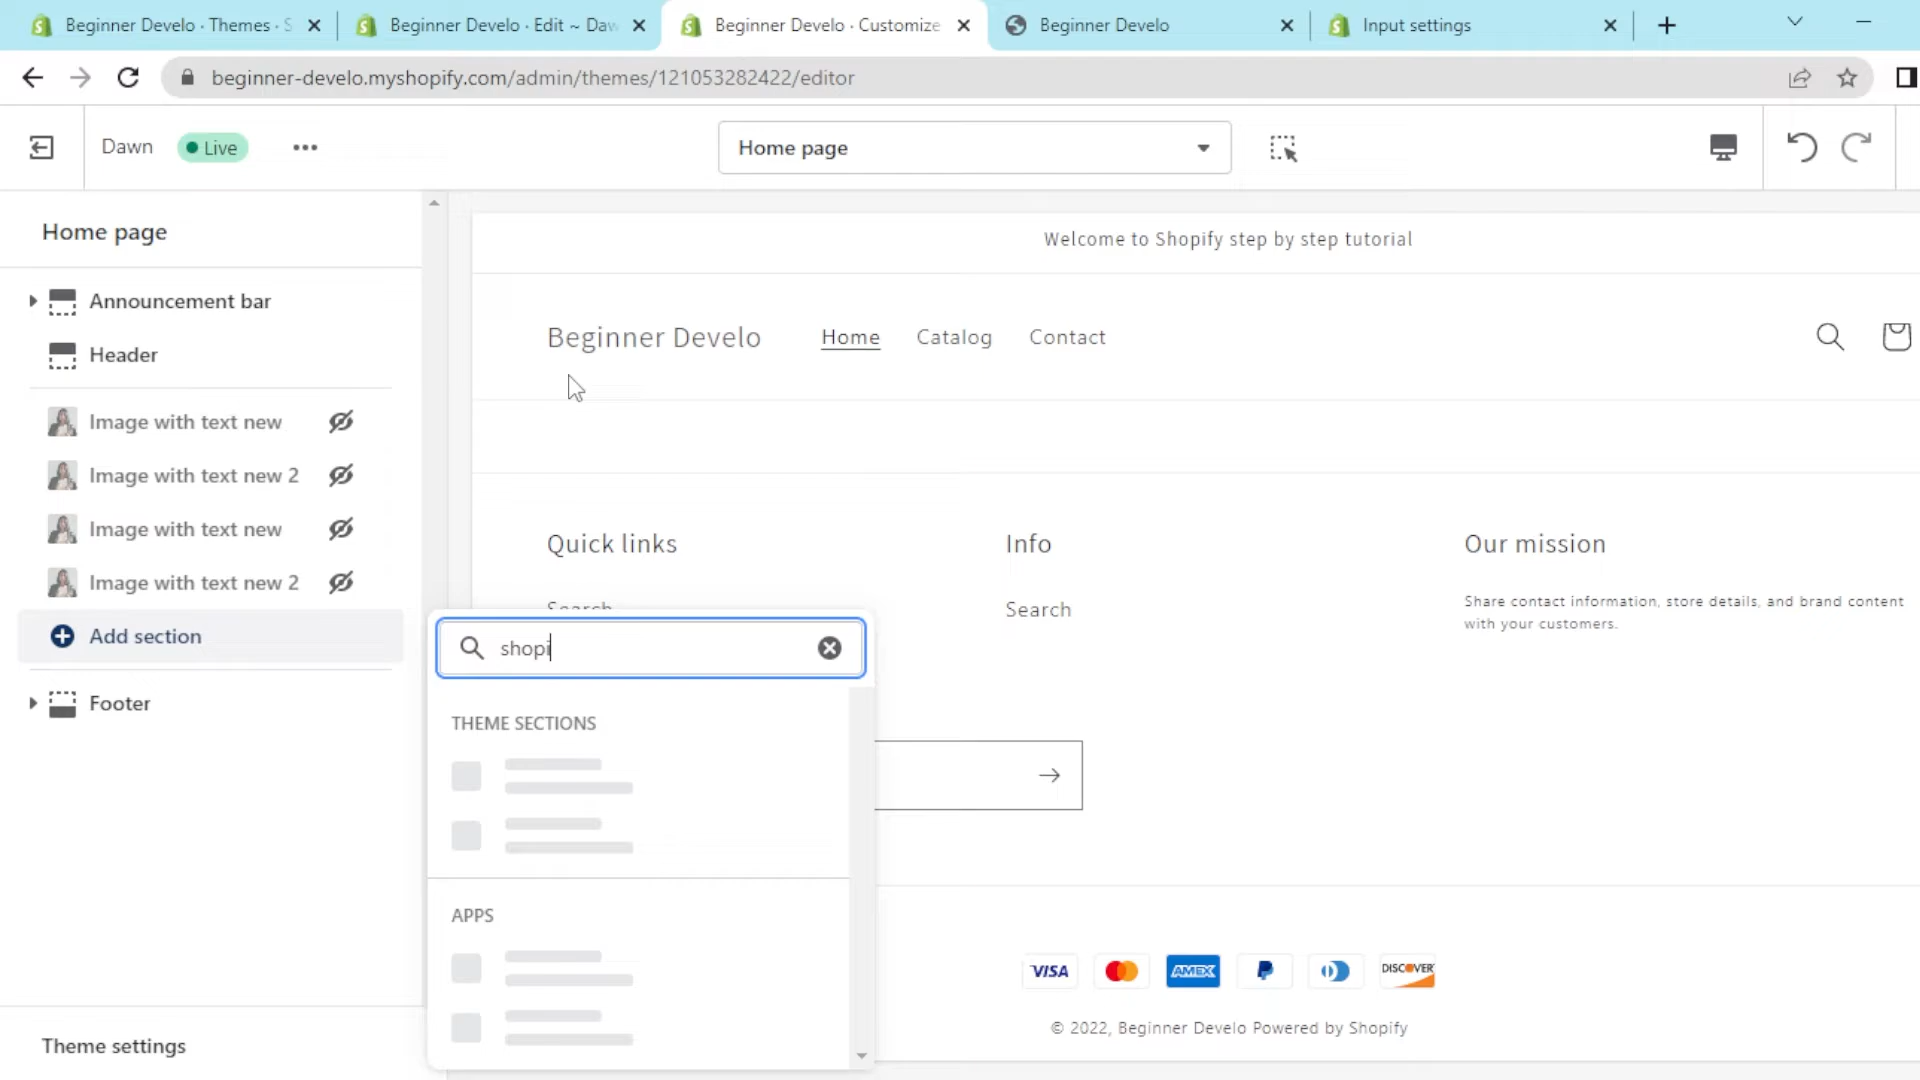 Beginner Develo · Themes · S
Beginner Develo · Edit ~ Daw
Beginner Develo · Customize
Beginner Develo
Input settings
beginner-develo.myshopify.com/admin/themes/121053282422/editor
Dawn
Live
Home page
Home page
Welcome to Shopify step by step tutorial
Announcement bar
Header
Beginner Develo
Home
Catalog
Contact
Image with text new
Image with text new 2
Image with text new
Image with text new 2
Add section
Footer
Quick links
Info
Our mission
Search
Search
Share contact information, store details, and brand content
with your customers.
shopi
THEME SECTIONS
APPS
VISA
AMEX
DISCOVER
© 2022, Beginner Develo Powered by Shopify
Theme settings